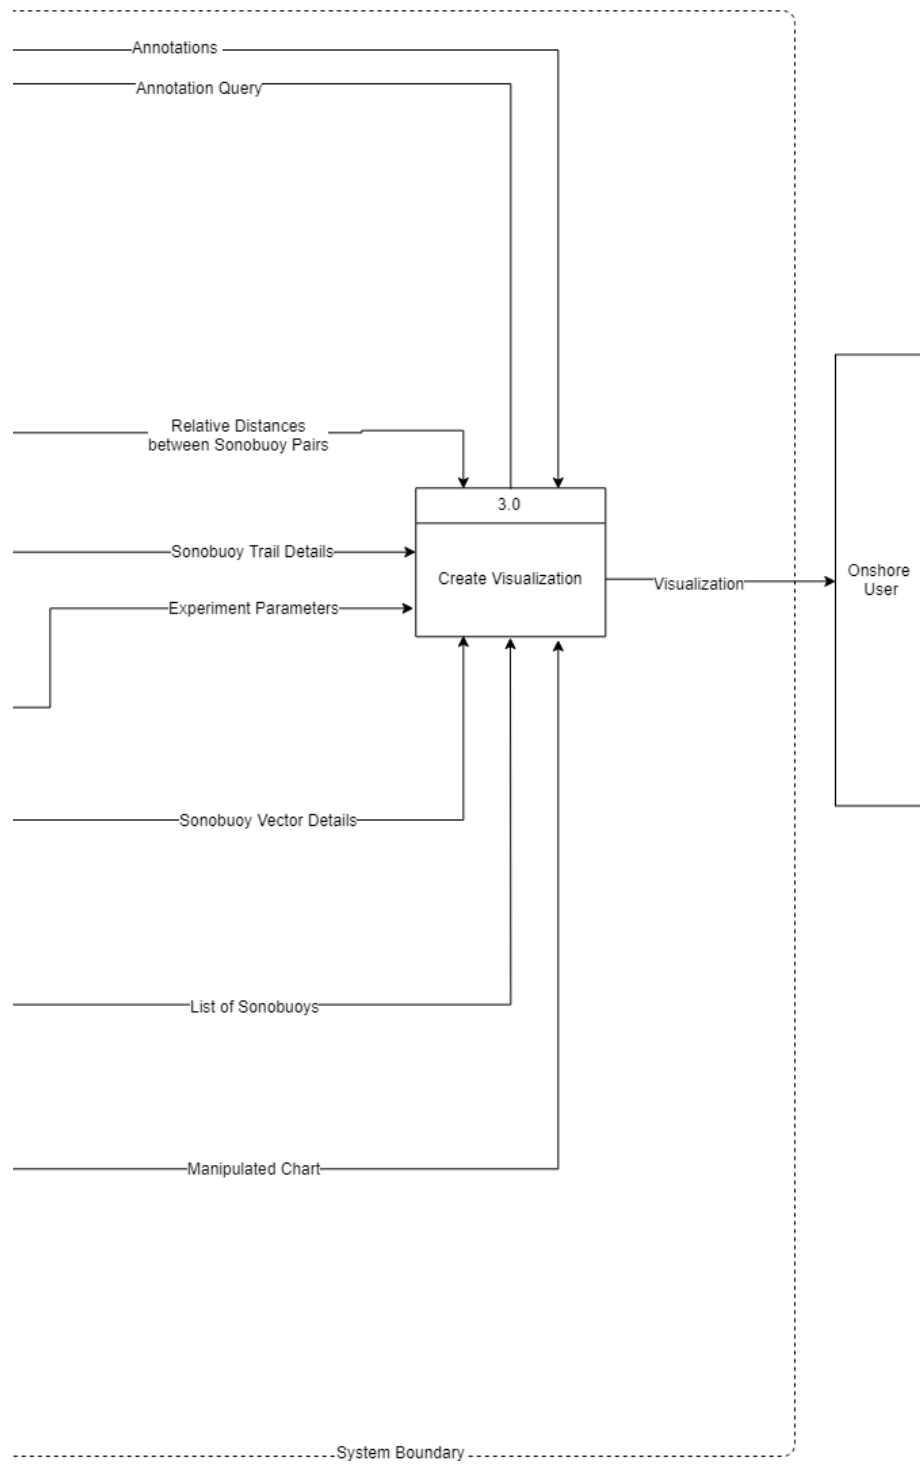 Annotations
Annotation Query
Relative Distances
between Sonobuoy Pairs
3.0
Sonobuoy Trail Details
Create Visualization
Visualization
Onshore
User
Experiment Parameters
Sonobuoy Vector Details
List of Sonobuoys
Manipulated Chart
System Boundary